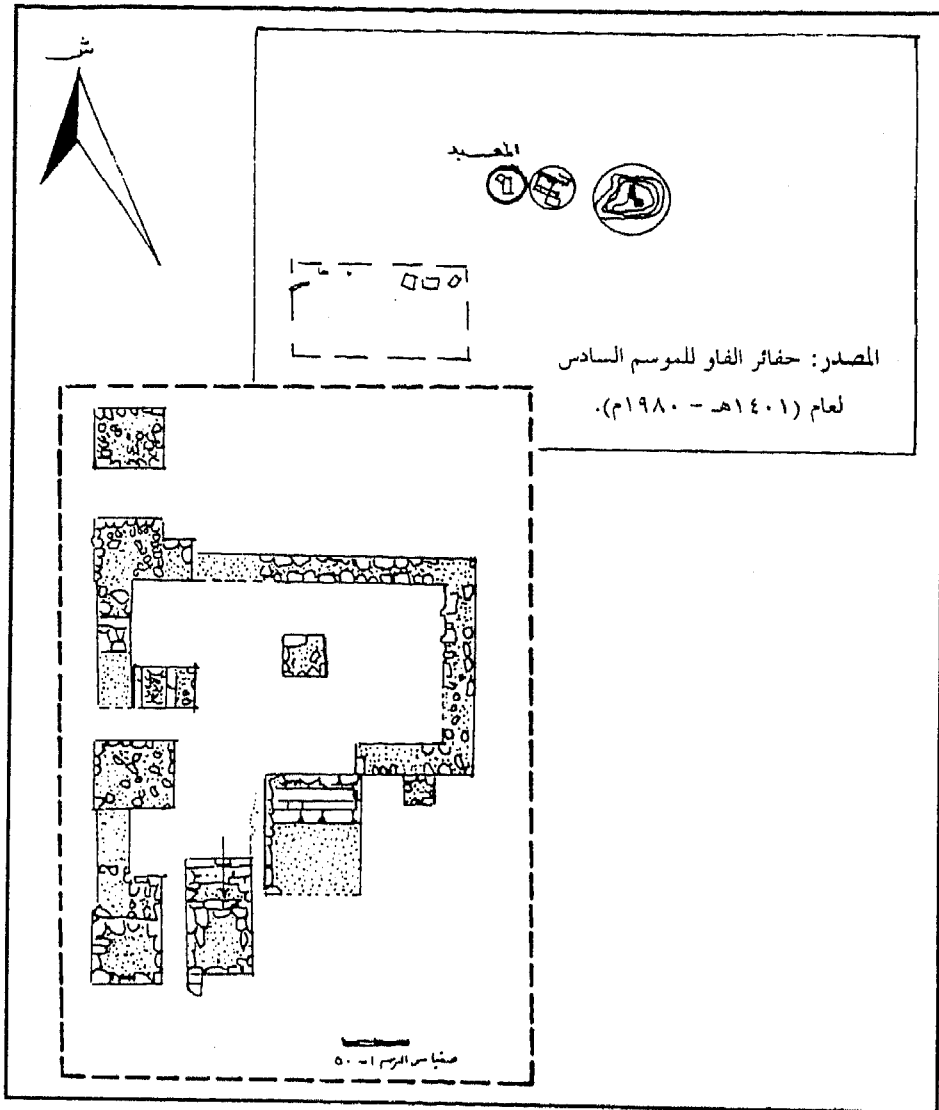 ش
المعبد
المصدر: حفائر الفاو للموسم السادس
لعام (١٤٠١هـ - ١٩٨٠م).
مقياس الرسم ١-٥٠